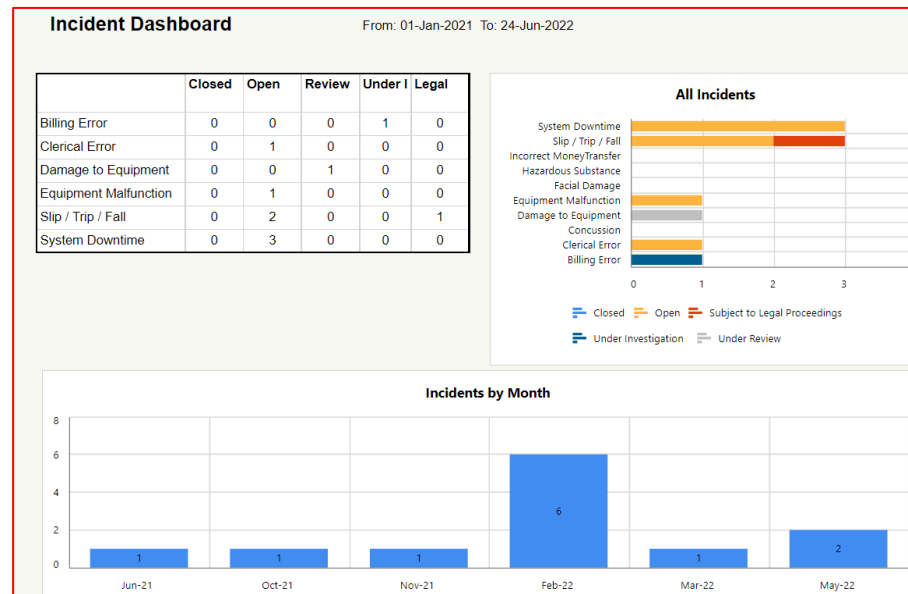 Incident Dashboard From: 01-Jan-2021 To: 24-Jun-2022
Closed Open Review Under I Legal
Billing Error 0 0 0 1 0
Clerical Error 0 1 0 0 0
Damage to Equipment 0 0 1 0 0
Equipment Malfunction 0 1 0 0 0
Slip / Trip / Fall 0 2 0 0 1
System Downtime 0 3 0 0 0
All Incidents
System Downtime
Slip / Trip / Fall
Incorrect MoneyTransfer
Hazardous Substance
Facial Damage
Equipment Malfunction
Damage to Equipment
Concussion
Clerical Error
Billing Error
0 1 2 3
Closed Open Subject to Legal Proceedings
Under Investigation Under Review
Incidents by Month
8
6
4
2
0
1 1 1 6 1 2
Jun-21 Oct-21 Nov-21 Feb-22 Mar-22 May-22